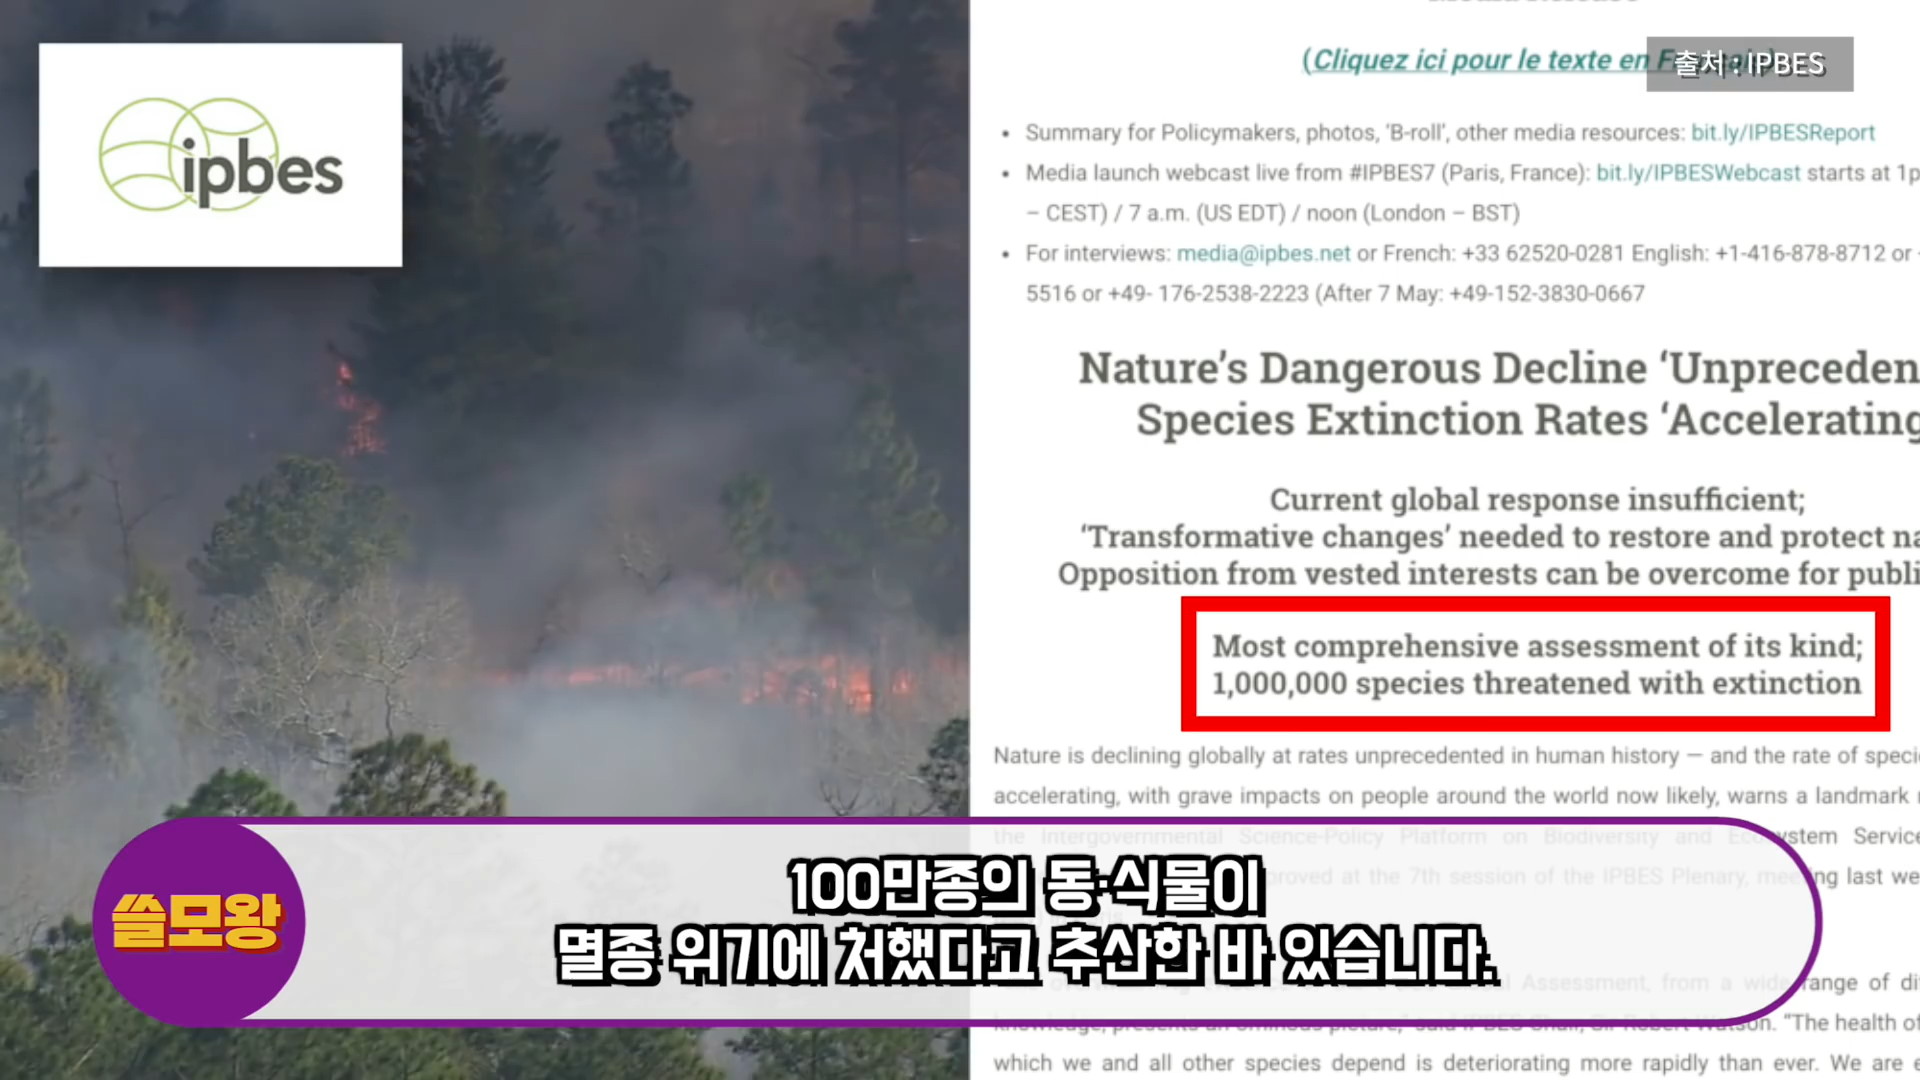 ipbes
(Cliquez ici pour le texte en
출처 : IPBES
• Summary for Policymakers, photos, ‘B-roll’, other media resources: bit.ly/IPBESReport
• Media launch webcast live from #IPBES7 (Paris, France): bit.ly/IPBESWebcast starts at 1p
– CEST) / 7 a.m. (US EDT) / noon (London – BST)
• For interviews: media@ipbes.net or French: +33 62520-0281 English: +1-416-878-8712 or
5516 or +49- 176-2538-2223 (After 7 May: +49-152-3830-0667
Nature’s Dangerous Decline ‘Unpreceden
Species Extinction Rates ‘Accelerating
Current global response insufficient;
‘Transformative changes’ needed to restore and protect na
Opposition from vested interests can be overcome for publi
Most comprehensive assessment of its kind;
1,000,000 species threatened with extinction
Nature is declining globally at rates unprecedented in human history — and the rate of speci
accelerating, with grave impacts on people around the world now likely, warns a landmark
the Intergovernmental Science-Policy Platform on Biodiversity and Ecosystem Service
proved at the 7th session of the IPBES Plenary, meeting last we
Assessment, from a wide range of di
knowledge, presents an ominous picture,” said IPBES Chair, Sir Robert Watson. “The health of
which we and all other species depend is deteriorating more rapidly than ever. We are e
쓸모왕
100만종의 동·식물이
멸종 위기에 처했다고 추산한 바 있습니다.